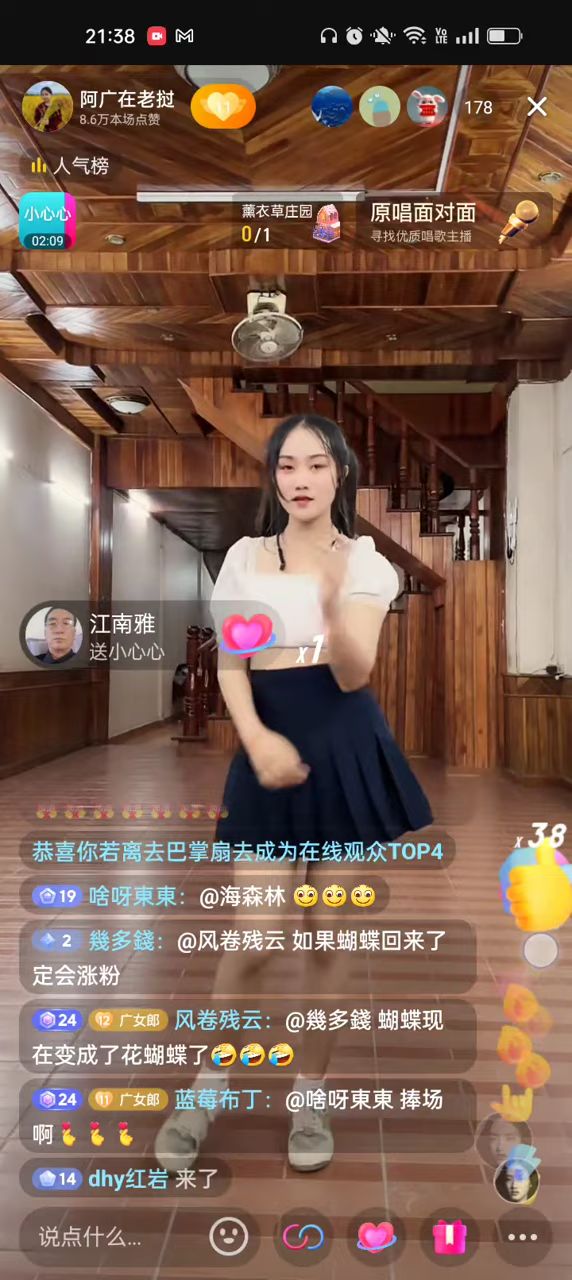 21:38
Vo LTE
阿广在老挝
8.6万本场点赞
11
178
人气榜
小心心
02:09
薰衣草庄园
0/1
原唱面对面
寻找优质唱歌主播
江南雅
送小心心
x1
x38
恭喜你若离去巴掌扇去成为在线观众TOP4
19 啥呀東東：@海森林
2 幾多錢：@风卷残云 如果蝴蝶回来了
定会涨粉
24 12 广女郎 风卷残云：@幾多錢 蝴蝶现
在变成了花蝴蝶了
24 11 广女郎 蓝莓布丁：@啥呀東東 捧场
啊
14 dhy红岩 来了
说点什么...